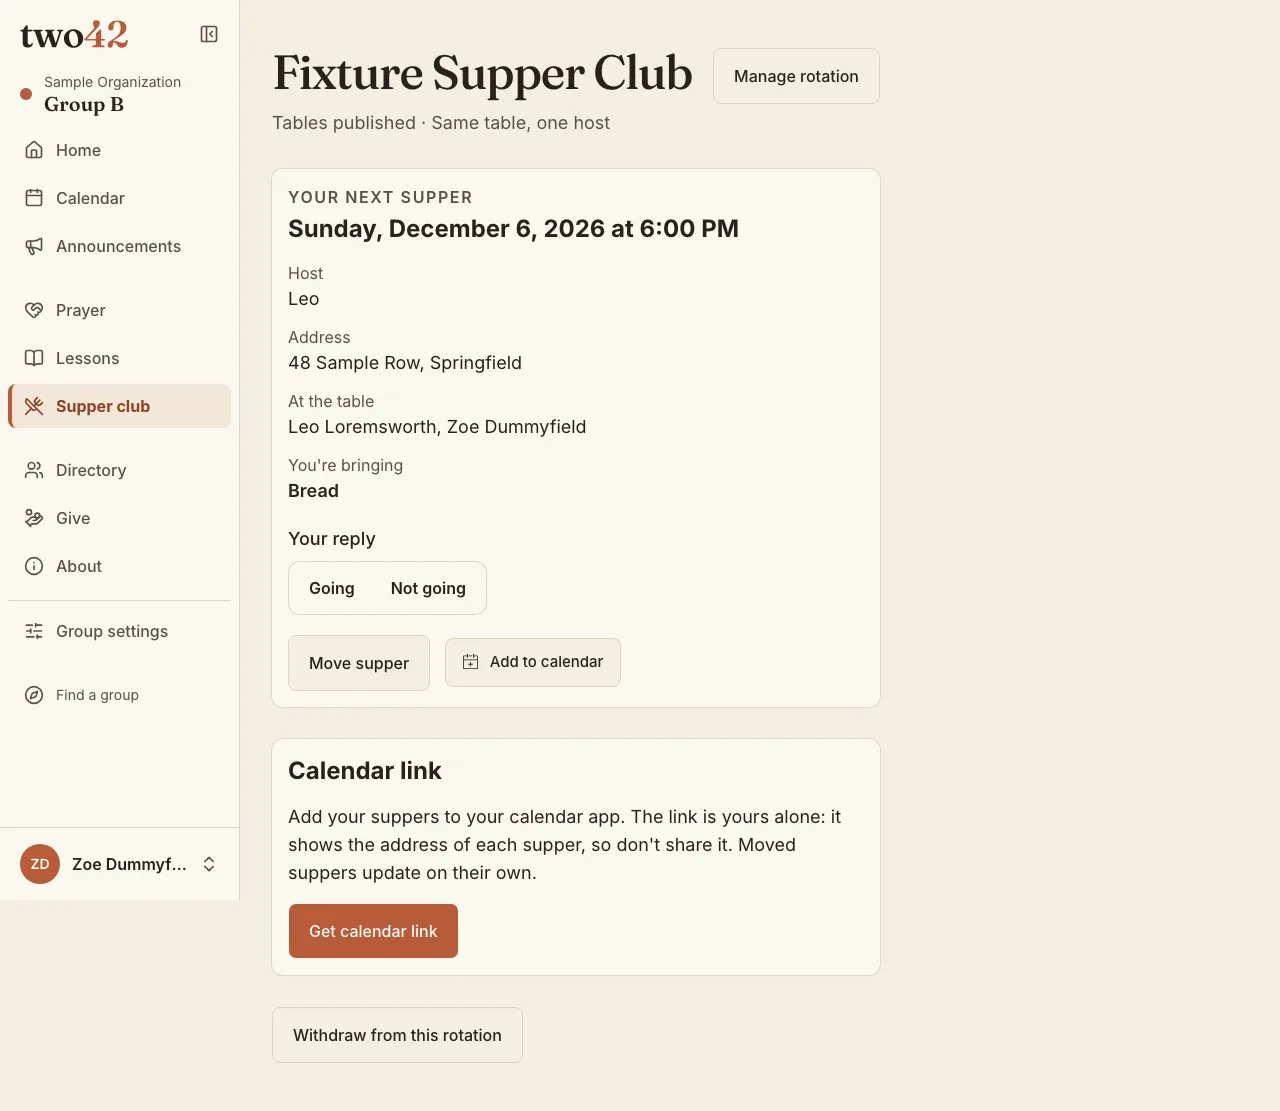 two42
Sample Organization
Group B
Home
Calendar
Announcements
Prayer
Lessons
Supper club
Directory
Give
About
Group settings
Find a group
ZD
Zoe Dummyf...
Fixture Supper Club
Manage rotation
Tables published · Same table, one host
YOUR NEXT SUPPER
Sunday, December 6, 2026 at 6:00 PM
Host
Leo
Address
48 Sample Row, Springfield
At the table
Leo Loremsworth, Zoe Dummyfield
You're bringing
Bread
Your reply
Going Not going
Move supper Add to calendar
Calendar link
Add your suppers to your calendar app. The link is yours alone: it
shows the address of each supper, so don't share it. Moved
suppers update on their own.
Get calendar link
Withdraw from this rotation